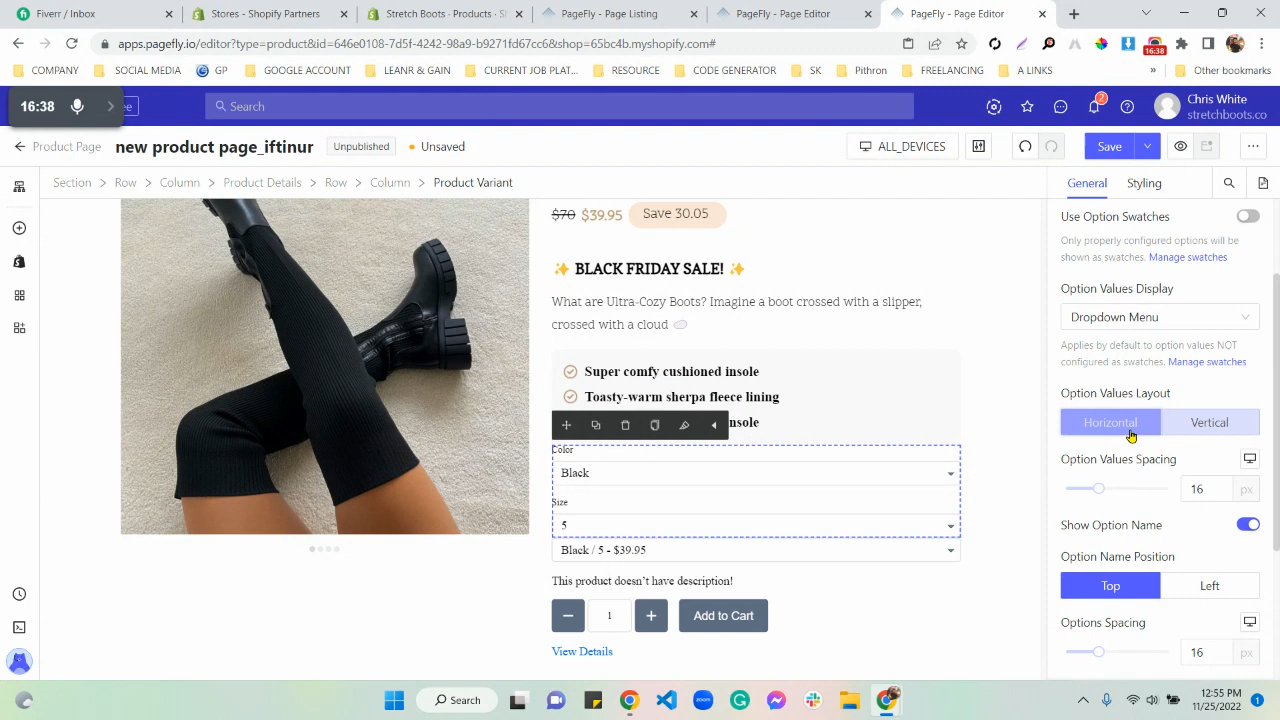 Fiverr / Inbox
Stores - Shopify Partners
Stretch Boots · Products · S
PageFly - Page Listing
PageFly - Page Editor
PageFly - Page Editor
apps.pagefly.io/editor?type=product&id=646e0108-7d5f-4242-98a9-b9271fd67cc6&shop=65bc4b.myshopify.com#
16:38
COMPANY
SOCIAL MEDIA
GP
GOOGLE ACCOUNT
LEANR & GAIN
CURRENT JOB PLAT...
RESOURCE
CODE GENERATOR
SK
Pithron
FREELANCING
A LINKS
»
Other bookmarks
16:38
Search
2
Chris White
stretchboots.co
Product Page
new product page_iftinur
Unpublished
Unsaved
ALL_DEVICES
Save
Section > Row > Column > Product Details > Row > Column > Product Variant
General
Styling
$70 $39.95 Save 30.05
✨ BLACK FRIDAY SALE! ✨
What are Ultra-Cozy Boots? Imagine a boot crossed with a slipper,
crossed with a cloud
Super comfy cushioned insole
Toasty-warm sherpa fleece lining
nsole
Color
Black
Size
5
Black / 5 - $39.95
This product doesn't have description!
− 1 + Add to Cart
View Details
Use Option Swatches
Only properly configured options will be
shown as swatches. Manage swatches
Option Values Display
Dropdown Menu
Applies by default to option values NOT
configured as swatches. Manage swatches
Option Values Layout
Horizontal Vertical
Option Values Spacing
16 px
Show Option Name
Option Name Position
Top Left
Options Spacing
16 px
Search
12:55 PM
11/25/2022
1